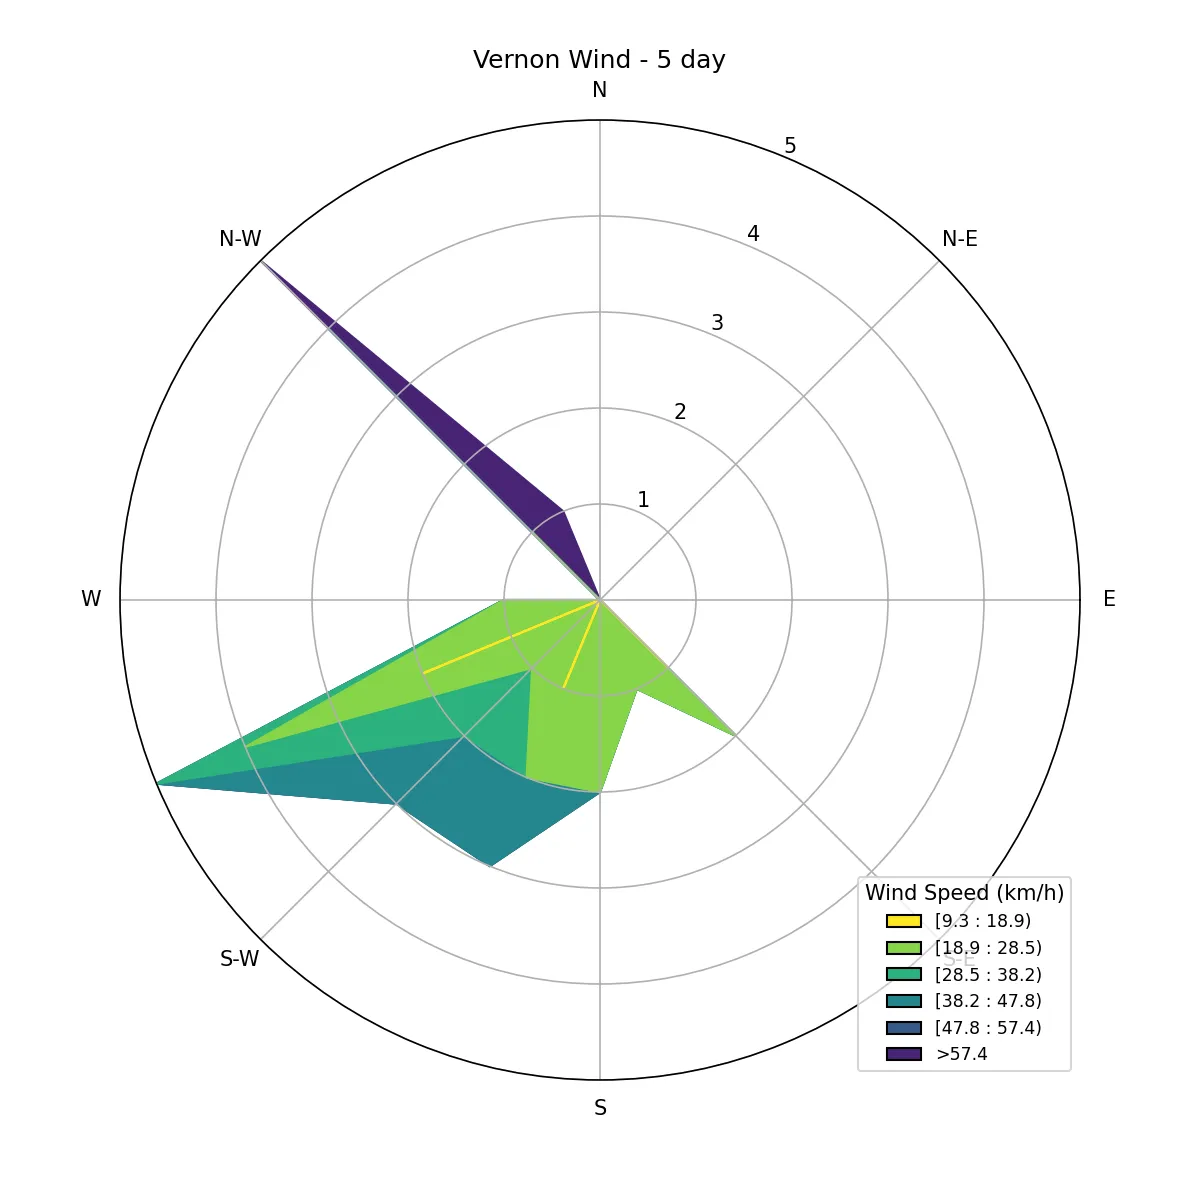 Vernon Wind - 5 day
N
5
N-W
N-E
4
3
2
1
W
E
Wind Speed (km/h)
[9.3 : 18.9)
[18.9 : 28.5)
S-W
S-E
[28.5 : 38.2)
[38.2 : 47.8)
[47.8 : 57.4)
>57.4
S